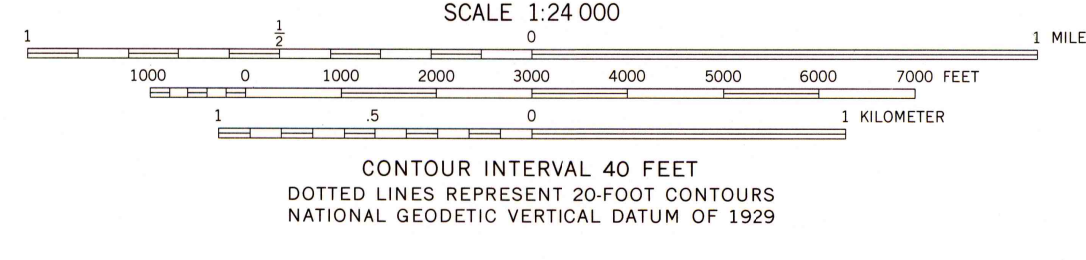 SCALE 1:24 000
1 1/2 0 1 MILE
1000 0 1000 2000 3000 4000 5000 6000 7000 FEET
1 .5 0 1 KILOMETER
CONTOUR INTERVAL 40 FEET
DOTTED LINES REPRESENT 20-FOOT CONTOURS
NATIONAL GEODETIC VERTICAL DATUM OF 1929